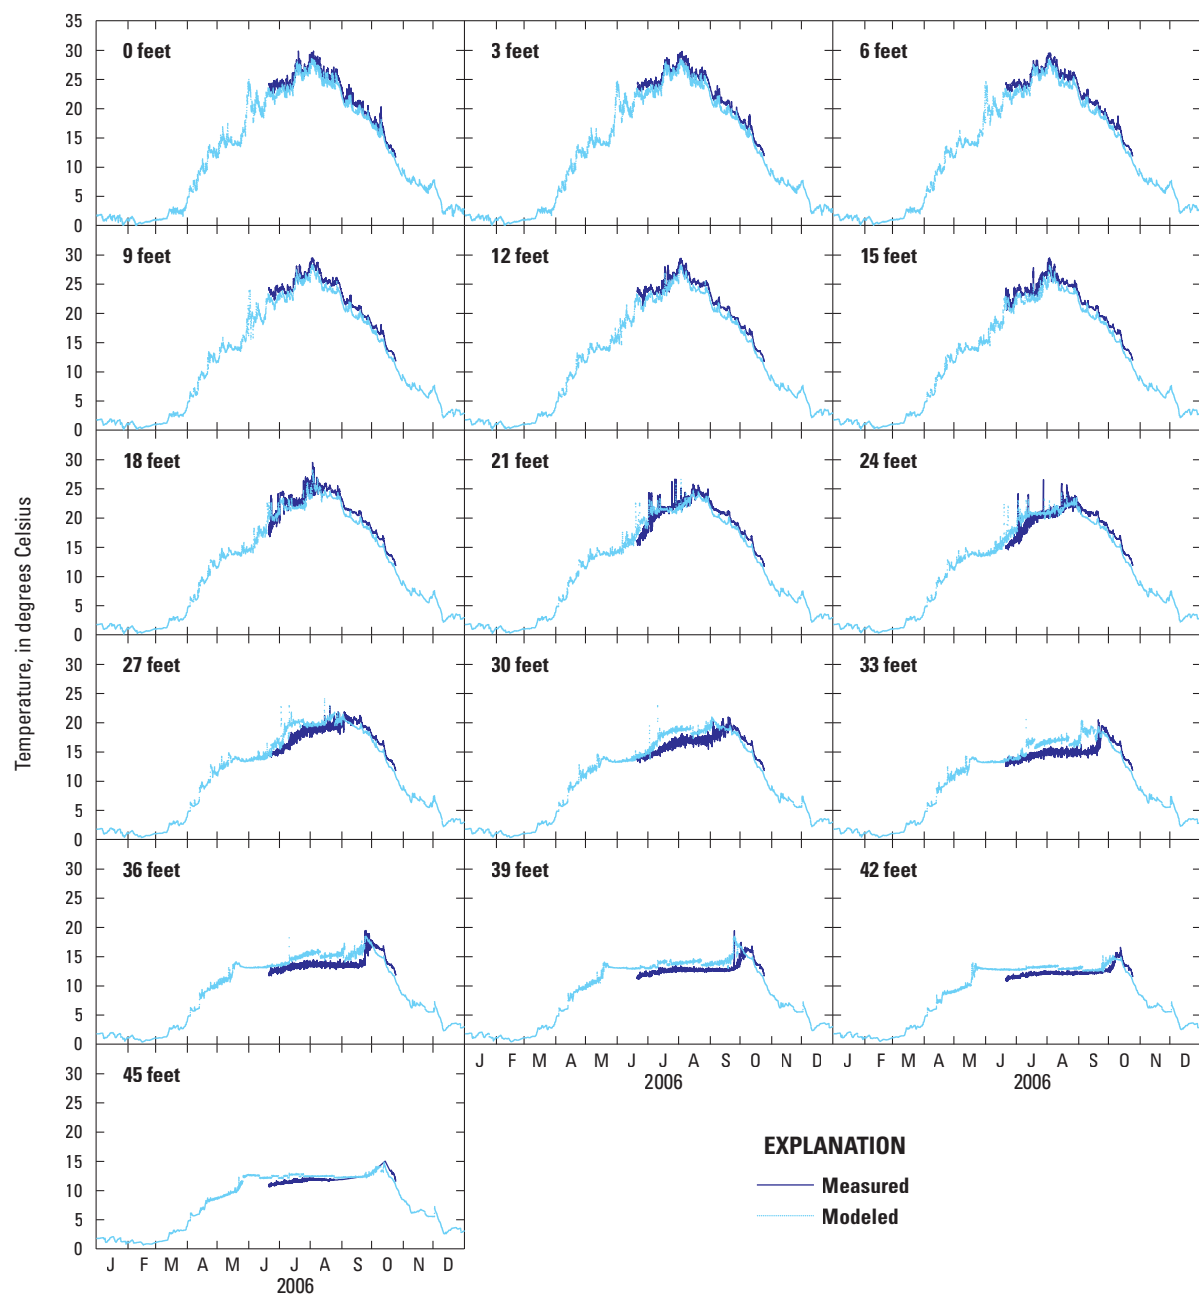 35
30
25
20
15
10
5
0
0 feet
3 feet
6 feet
30
25
20
15
10
5
0
9 feet
12 feet
15 feet
30
25
20
15
10
5
0
18 feet
21 feet
24 feet
Temperature, in degrees Celsius
30
25
20
15
10
5
0
27 feet
30 feet
33 feet
30
25
20
15
10
5
0
36 feet
39 feet
42 feet
J F M A M J J A S O N D
2006
J F M A M J J A S O N D
2006
30
25
20
15
10
5
0
45 feet
J F M A M J J A S O N D
2006
EXPLANATION
Measured
Modeled